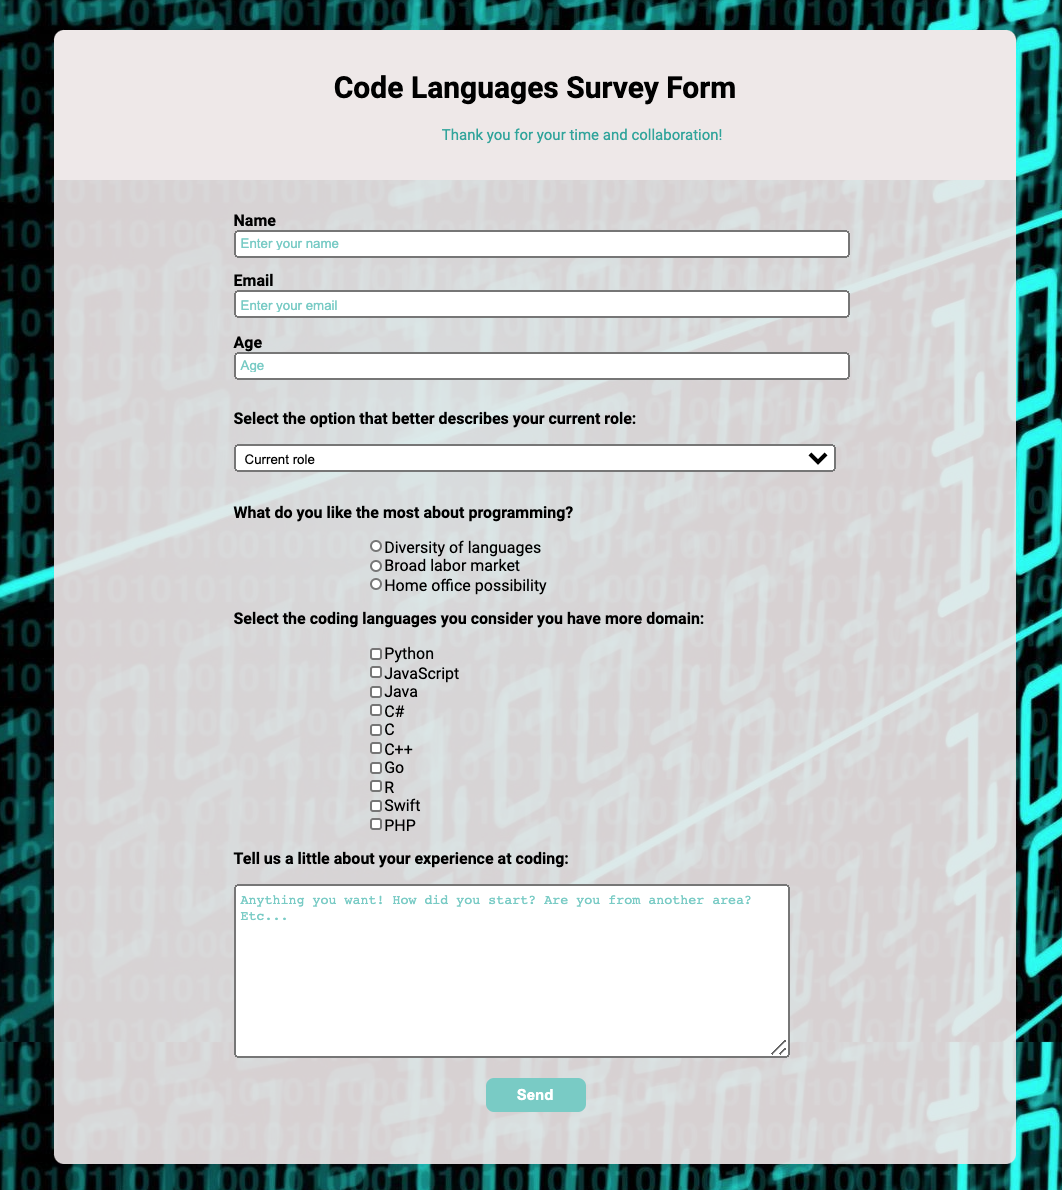 Code Languages Survey Form
Thank you for your time and collaboration!
Name
Enter your name
Email
Enter your email
Age
Age
Select the option that better describes your current role:
Current role
What do you like the most about programming?
Diversity of languages
Broad labor market
Home office possibility
Select the coding languages you consider you have more domain:
Python
JavaScript
Java
C#
C
C++
Go
R
Swift
PHP
Tell us a little about your experience at coding:
Anything you want! How did you start? Are you from another area?
Etc...
Send